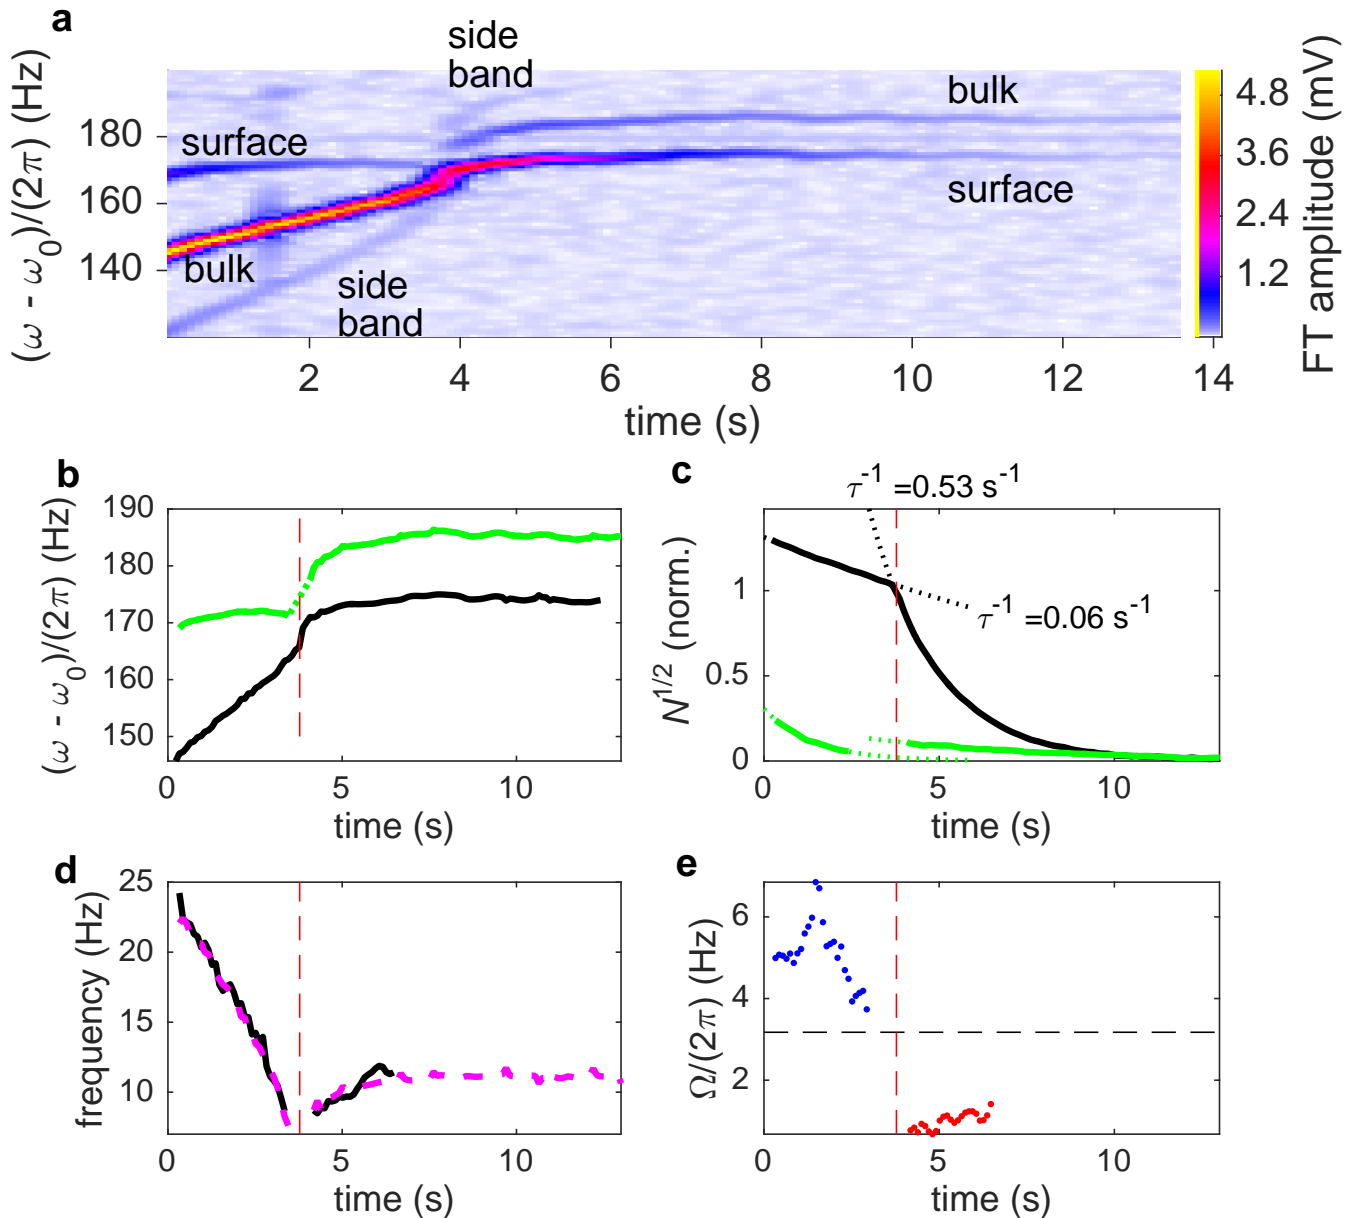 a
side
band
bulk
surface
surface
bulk
side
band
180
160
140
(ω - ω0)/(2π) (Hz)
2 4 6 8 10 12 14
time (s)
4.8
3.6
2.4
1.2
FT amplitude (mV)
b
190
180
170
160
150
(ω - ω0)/(2π) (Hz)
0 5 10
time (s)
c
τ-1 =0.53 s-1
τ-1 =0.06 s-1
1
0.5
0
N1/2 (norm.)
0 5 10
time (s)
d
25
20
15
10
frequency (Hz)
0 5 10
time (s)
e
6
4
2
Ω/(2π) (Hz)
0 5 10
time (s)